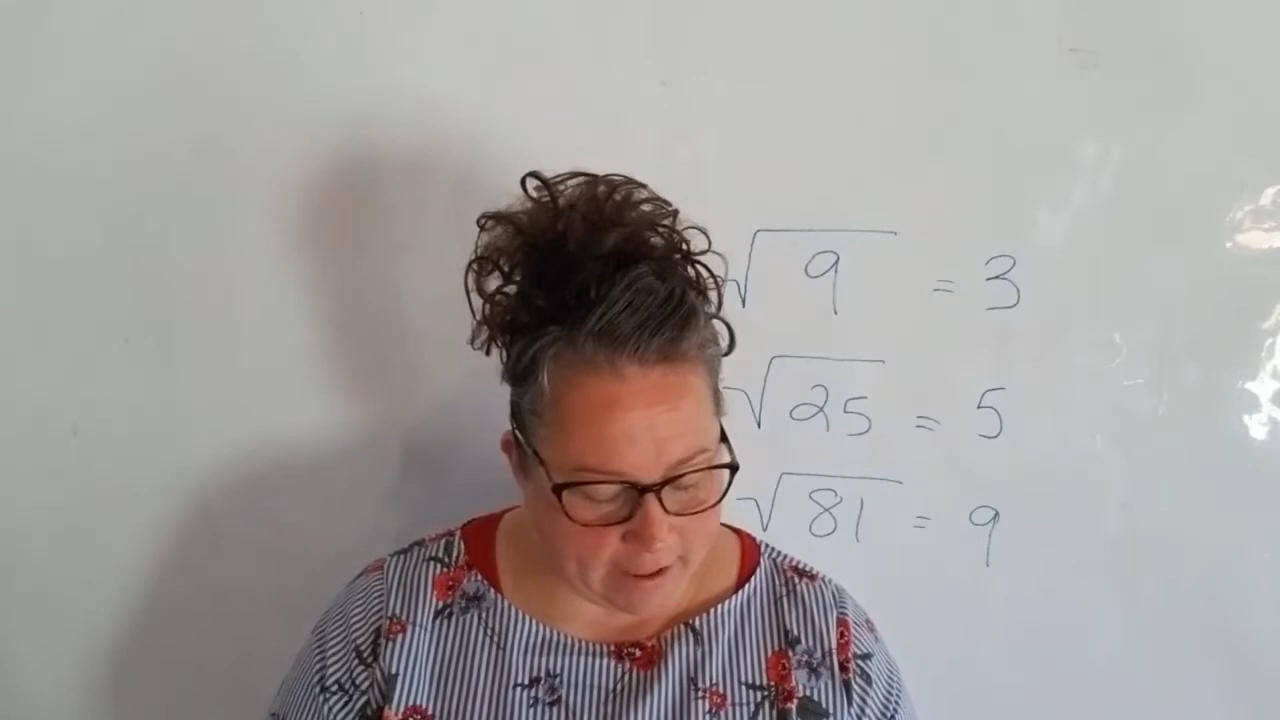 √9 = 3
√25 = 5
√81 = 9